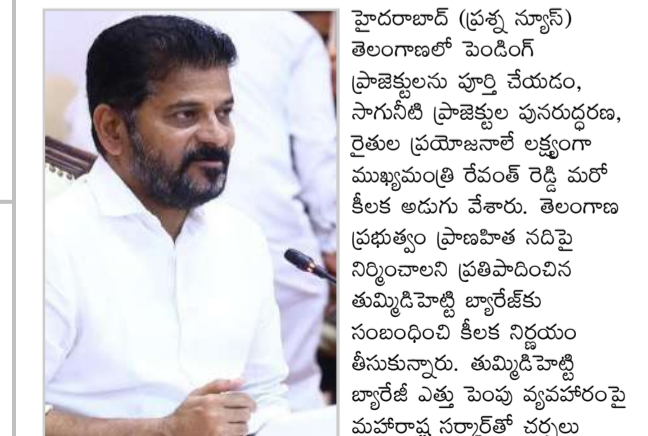 హైదరాబాద్ (ప్రశ్న న్యూస్)
తెలంగాణలో పెండింగ్
ప్రాజెక్టులను పూర్తి చేయడం,
సాగునీటి ప్రాజెక్టుల పునరుద్ధరణ,
రైతుల ప్రయోజనాలే లక్ష్యంగా
ముఖ్యమంత్రి రేవంత్ రెడ్డి మరో
కీలక అడుగు వేశారు. తెలంగాణ
ప్రభుత్వం ప్రాణహిత నదిపై
నిర్మించాలని ప్రతిపాదించిన
తుమ్మిడిహెట్టి బ్యారేజ్‌కు
సంబంధించి కీలక నిర్ణయం
తీసుకున్నారు. తుమ్మిడిహెట్టి
బ్యారేజీ ఎత్తు పెంపు వ్యవహారంపై
మహారాష్ట్ర సర్కార్‌తో చర్చలు